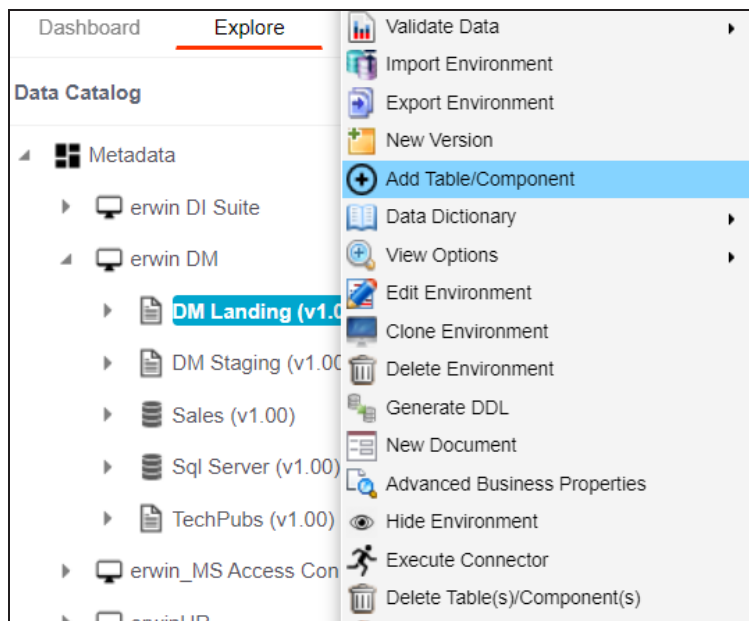 Dashboard Explore
Data Catalog
Metadata
erwin DI Suite
erwin DM
DM Landing (v1.0
DM Staging (v1.00
Sales (v1.00)
Sql Server (v1.00)
TechPubs (v1.00)
erwin_MS Access Con
erwinHR
Validate Data
Import Environment
Export Environment
New Version
Add Table/Component
Data Dictionary
View Options
Edit Environment
Clone Environment
Delete Environment
Generate DDL
New Document
Advanced Business Properties
Hide Environment
Execute Connector
Delete Table(s)/Component(s)